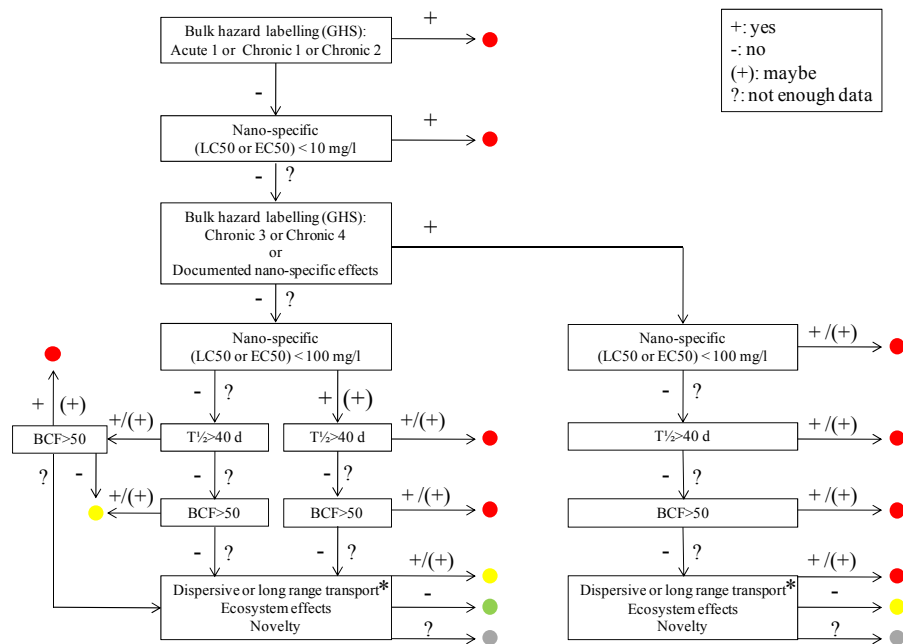 Bulk hazard labelling (GHS):
Acute 1 or Chronic 1 or Chronic 2
+
+: yes
-: no
(+): maybe
?: not enough data
-
Nano-specific
(LC50 or EC50) < 10 mg/l
+
- ?
Bulk hazard labelling (GHS):
Chronic 3 or Chronic 4
or
Documented nano-specific effects
+
- ?
Nano-specific
(LC50 or EC50) < 100 mg/l
Nano-specific
(LC50 or EC50) < 100 mg/l
+/(+)
+ (+)
- ?
+ (+)
- ?
BCF>50
+/(+)
T½>40 d
T½>40 d
+/(+)
T½>40 d
+/(+)
?
-
- ?
- ?
- ?
+/(+)
BCF>50
BCF>50
+/(+)
BCF>50
+/(+)
- ?
- ?
- ?
Dispersive or long range transport*
Ecosystem effects
Novelty
+/(+)
-
?
Dispersive or long range transport*
Ecosystem effects
Novelty
+/(+)
-
?